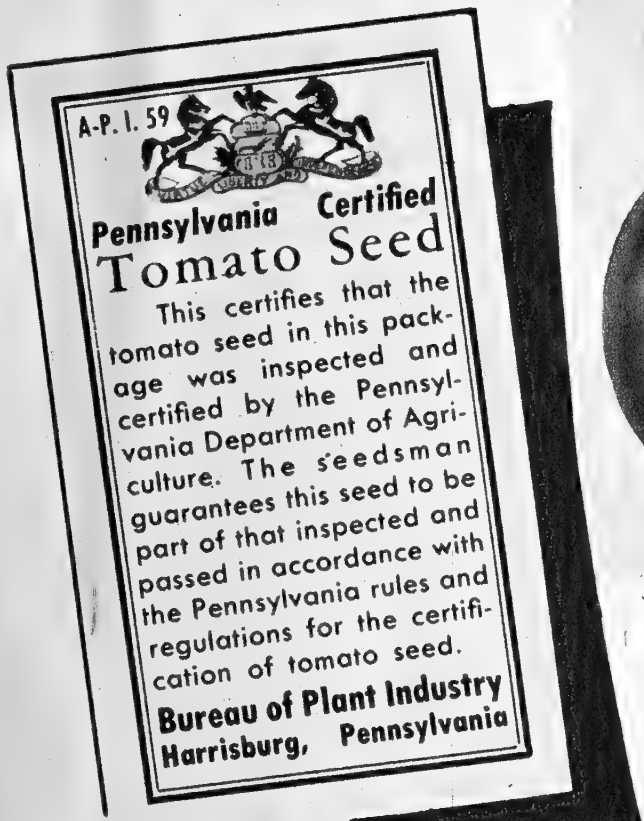 A-P. I. 59
VIRTUE LIBERTY AND
Pennsylvania Certified
Tomato Seed
This certifies that the
tomato seed in this pack-
age was inspected and
certified by the Pennsyl-
vania Department of Agri-
culture. The seedsman
guarantees this seed to be
part of that inspected and
passed in accordance with
the Pennsylvania rules and
regulations for the certifi-
cation of tomato seed.
Bureau of Plant Industry
Harrisburg, Pennsylvania